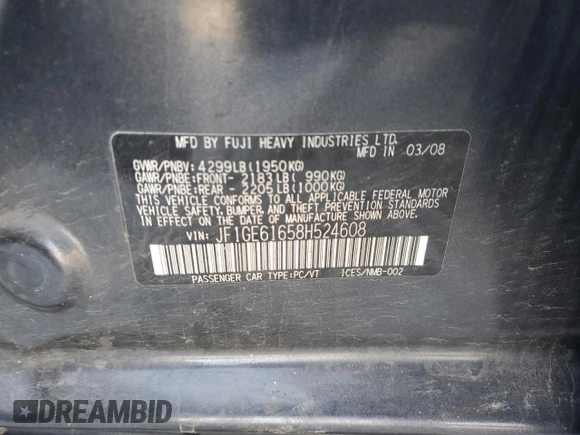 MFD BY FUJI HEAVY INDUSTRIES LTD.
MFD IN 03/08
GVWR/PNBV: 4299LB(1950KG)
GAWR/PNBE:FRONT - 2183LB( 990KG)
GAWR/PNBE:REAR - 2205LB(1000KG)
THIS VEHICLE CONFORMS TO ALL APPLICABLE FEDERAL MOTOR
VEHICLE SAFETY, BUMPER, AND THEFT PREVENTION STANDARDS
IN EFFECT ON THE DATE OF MANUFACTURE SHOWN ABOVE.
VIN: JF1GE61658H524608
PASSENGER CAR TYPE:PC/VT ICES/NMB-002
DREAMBID